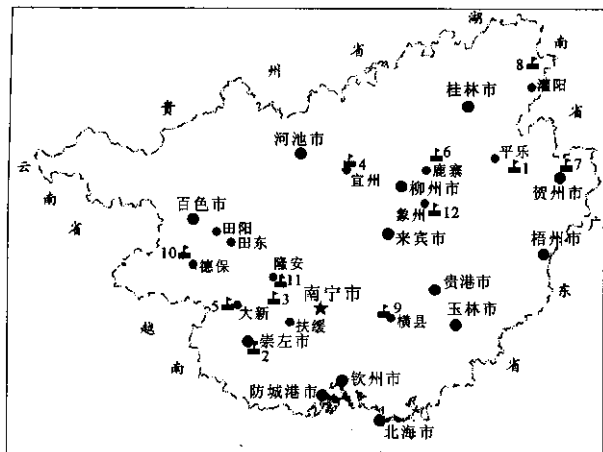 湖
南
省
8
灌阳
省
州
贵
桂林市
省
河池市
4
宜州
6
鹿寨
平乐
1
7
贺州市
云
南
省
柳州市
象州
12
广
百色市
田阳
田东
来宾市
梧州市
10
德保
隆安
11
东
5
大新
3
南宁市
9
横县
贵港市
玉林市
越
南
扶绥
崇左市
2
省
防城港市
钦州市
北海市